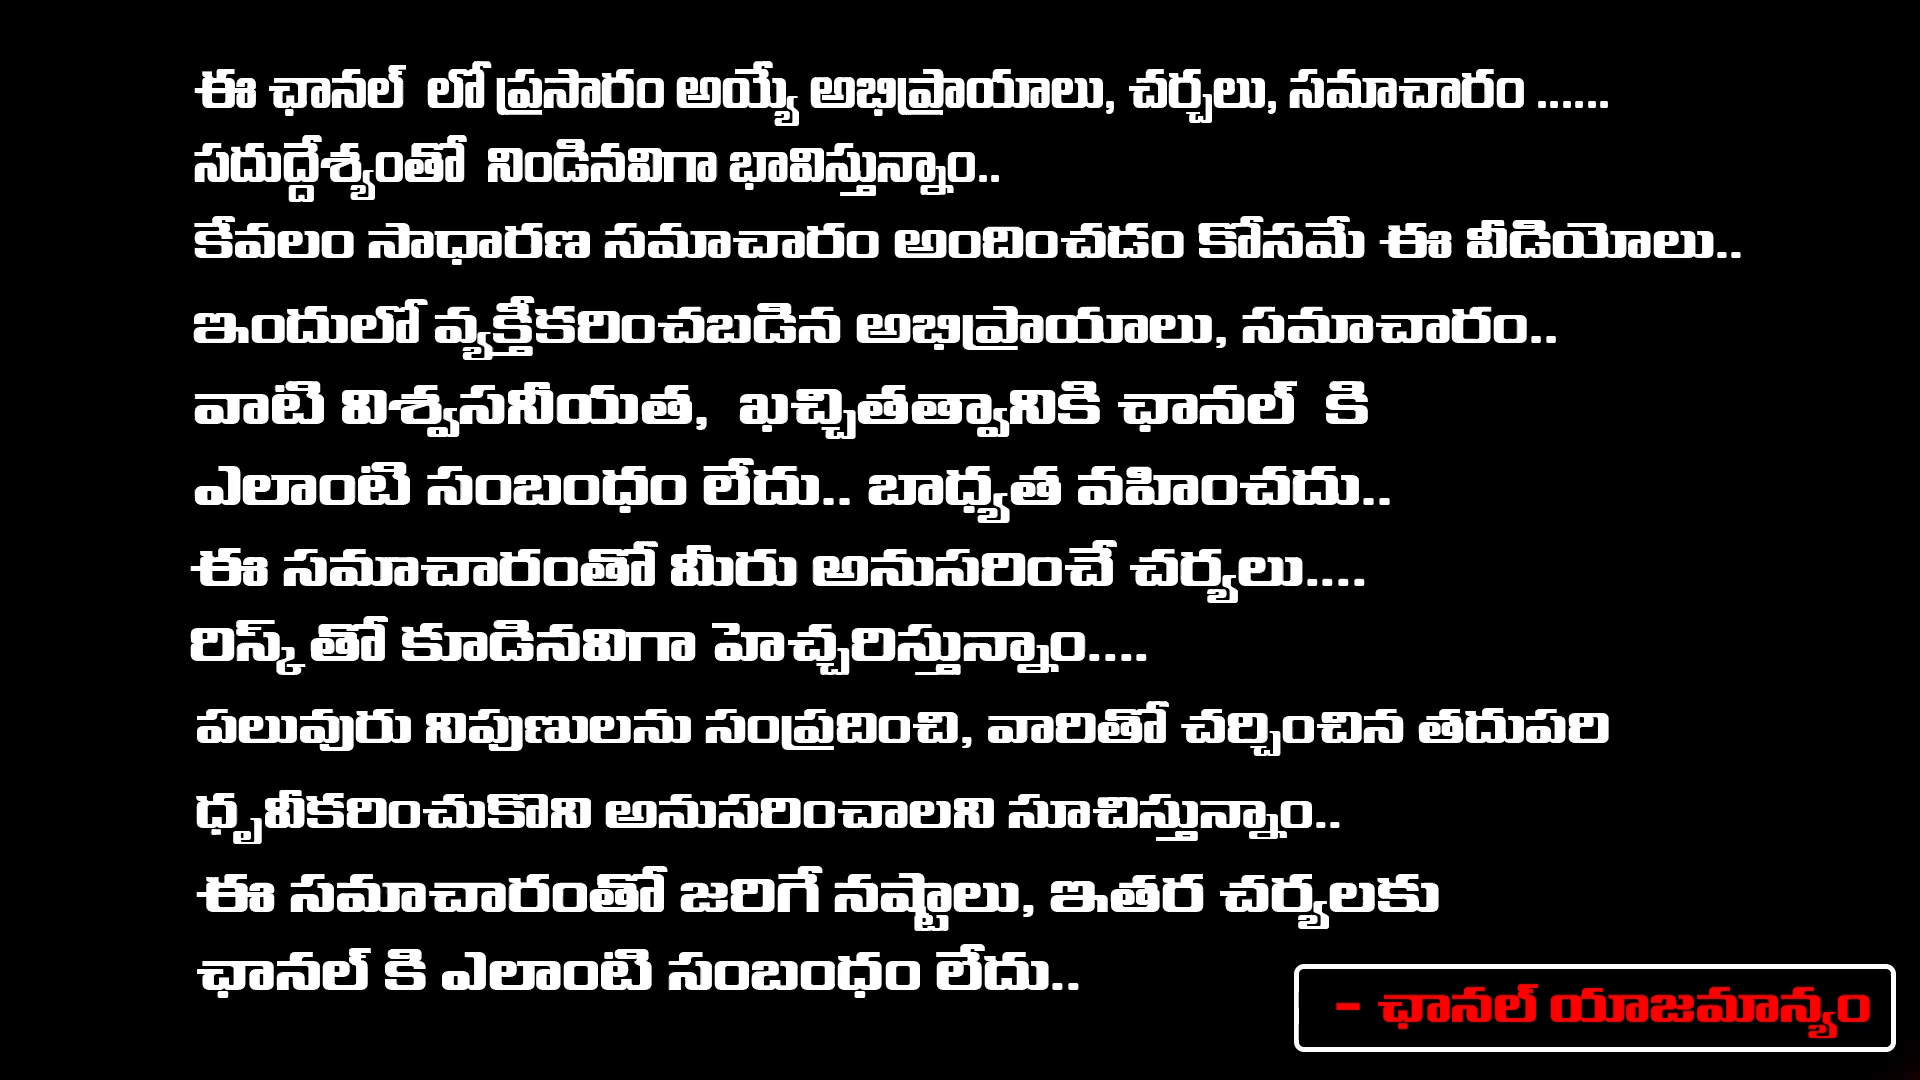 ఈ ఛానల్ లో ప్రసారం అయ్యే అభిప్రాయాలు, చర్చలు, సమాచారం ......
సదుద్దేశ్యంతో నిండినవిగా భావిస్తున్నాం..
కేవలం సాధారణ సమాచారం అందించడం కోసమే ఈ వీడియోలు..
ఇందులో వ్యక్తీకరించబడిన అభిప్రాయాలు, సమాచారం..
వాటి విశ్వసనీయత, ఖచ్చితత్వానికి ఛానల్ కి
ఎలాంటి సంబంధం లేదు.. బాధ్యత వహించదు..
ఈ సమాచారంతో మీరు అనుసరించే చర్యలు....
రిస్క్ తో కూడినవిగా హెచ్చరిస్తున్నాం....
పలువురు నిపుణులను సంప్రదించి, వారితో చర్చించిన తదుపరి
ధృవీకరించుకొని అనుసరించాలని సూచిస్తున్నాం..
ఈ సమాచారంతో జరిగే నష్టాలు, ఇతర చర్యలకు
ఛానల్ కి ఎలాంటి సంబంధం లేదు..
- ఛానల్ యాజమాన్యం